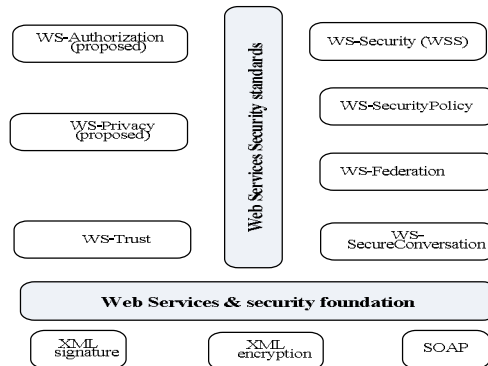 WS-Authorization
(proposed)
WS-Privacy
(proposed)
WS-Trust
Web Services Security standards
WS-Security (WSS)
WS-SecurityPolicy
WS-Federation
WS-
SecureConversation
Web Services & security foundation
XML
signature
XML
encryption
SOAP